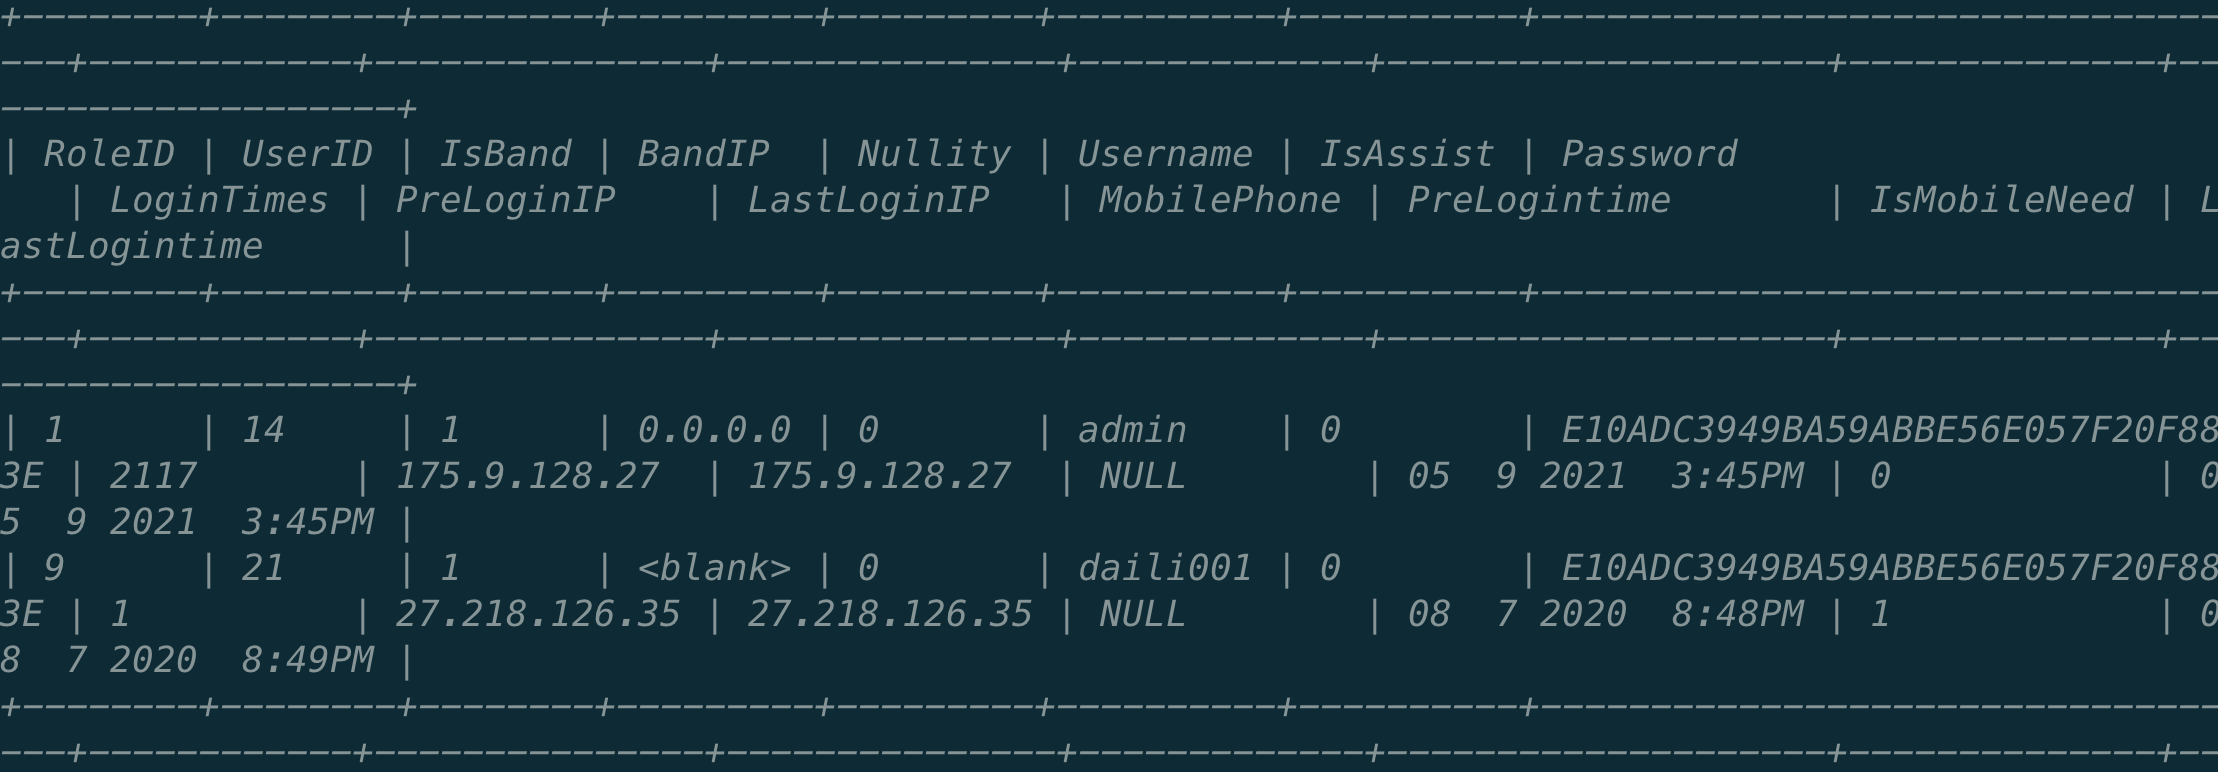 +--------+--------+--------+---------+---------+----------+----------+-------------------------------
---+------------+---------------+---------------+-------------+--------------------+--------------+--
------------------+
| RoleID | UserID | IsBand | BandIP  | Nullity | Username | IsAssist | Password
   | LoginTimes | PreLoginIP    | LastLoginIP   | MobilePhone | PreLogintime       | IsMobileNeed | L
astLogintime      |
+--------+--------+--------+---------+---------+----------+----------+-------------------------------
---+------------+---------------+---------------+-------------+--------------------+--------------+--
------------------+
| 1      | 14     | 1      | 0.0.0.0 | 0       | admin    | 0        | E10ADC3949BA59ABBE56E057F20F88
3E | 2117       | 175.9.128.27  | 175.9.128.27  | NULL        | 05  9 2021  3:45PM | 0            | 0
5  9 2021  3:45PM |
| 9      | 21     | 1      | <blank> | 0       | daili001 | 0        | E10ADC3949BA59ABBE56E057F20F88
3E | 1          | 27.218.126.35 | 27.218.126.35 | NULL        | 08  7 2020  8:48PM | 1            | 0
8  7 2020  8:49PM |
+--------+--------+--------+---------+---------+----------+----------+-------------------------------
---+------------+---------------+---------------+-------------+--------------------+--------------+--